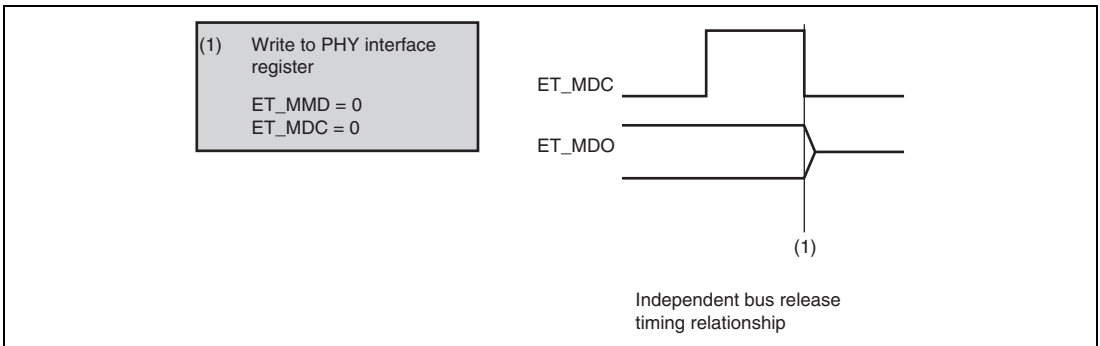 (1) Write to PHY interface
register
ET_MMD = 0
ET_MDC = 0
ET_MDC
ET_MDO
(1)
Independent bus release
timing relationship